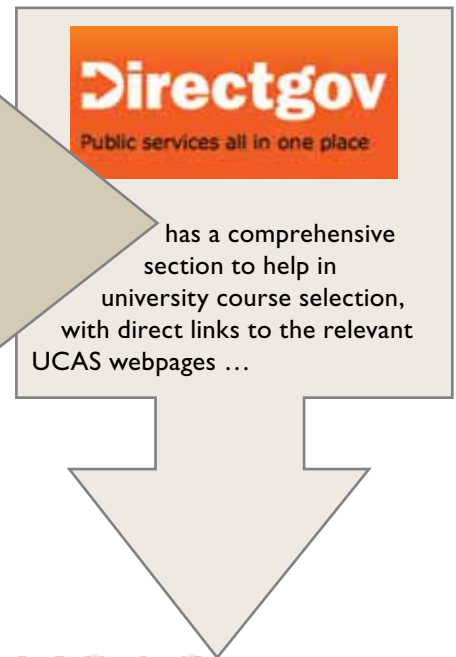 Directgov
Public services all in one place
has a comprehensive
section to help in
university course selection,
with direct links to the relevant
UCAS webpages …